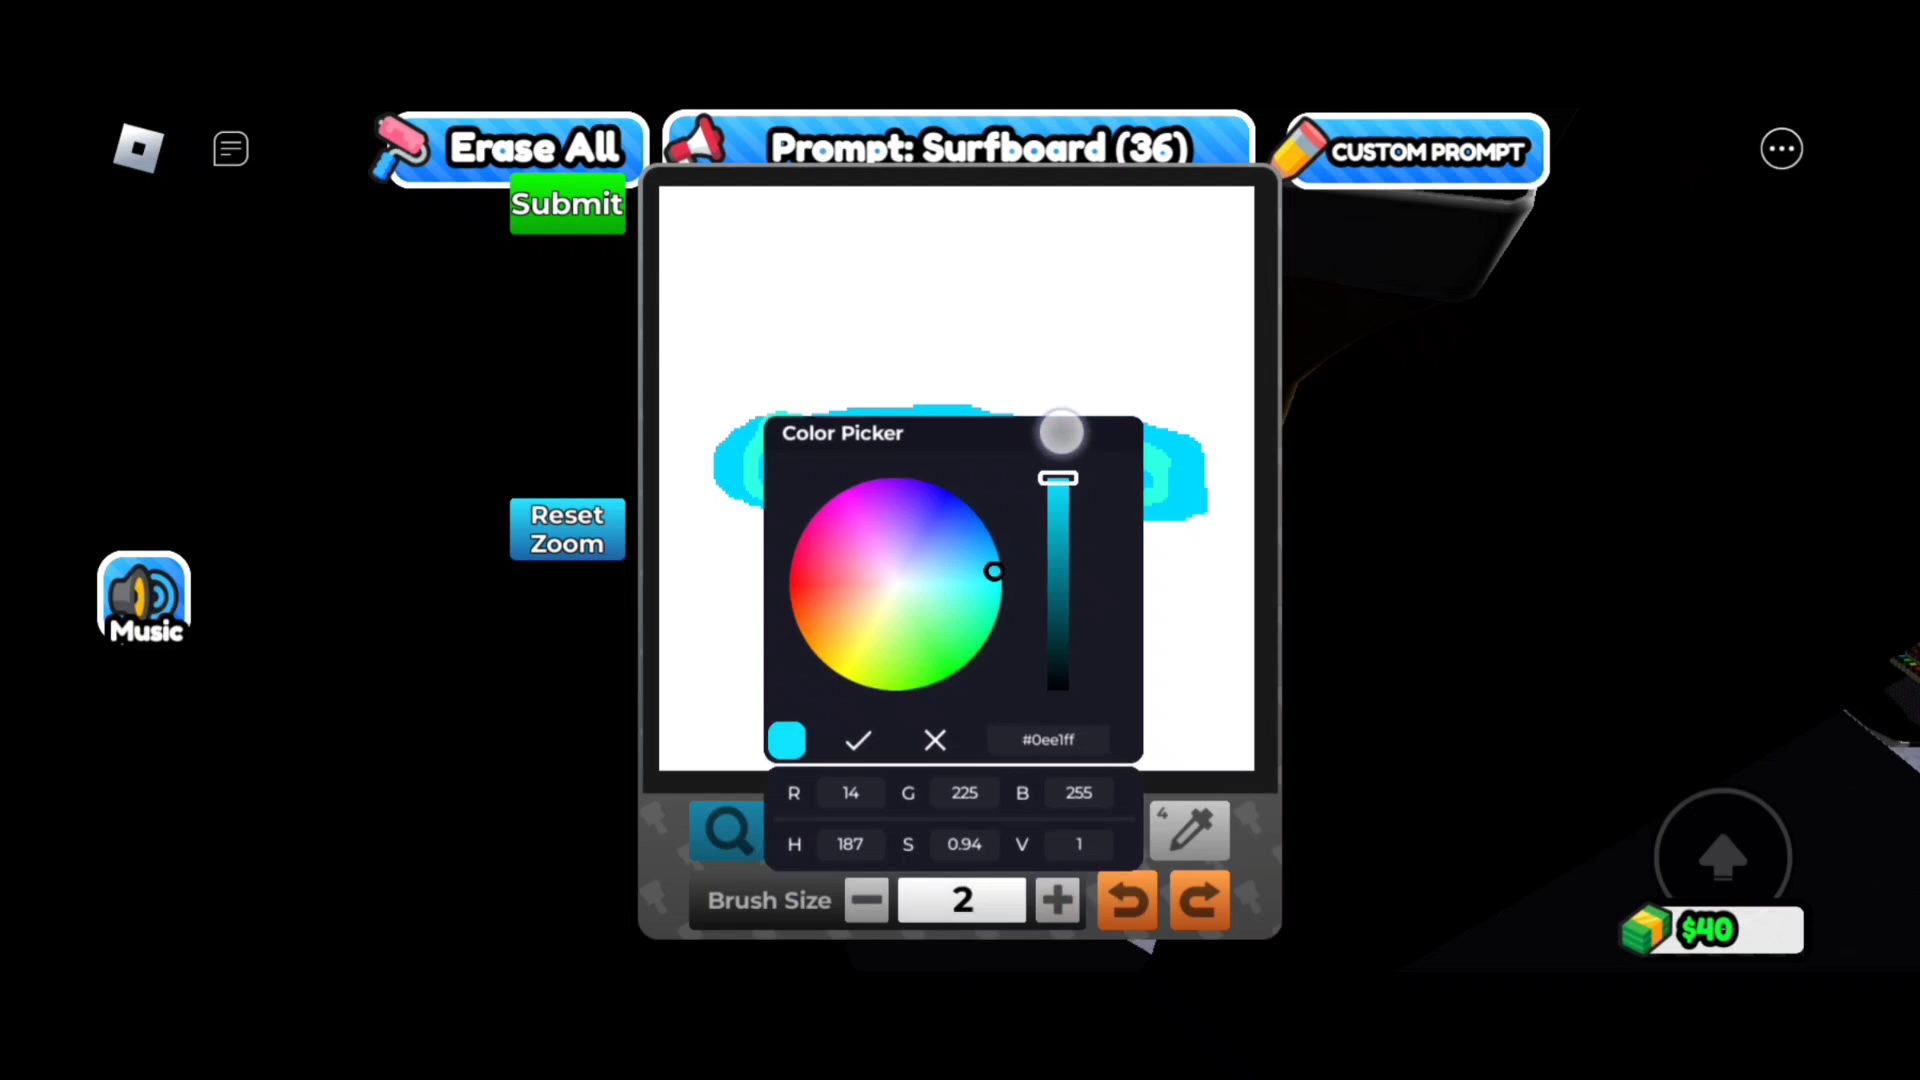 Erase All
Prompt: Surfboard (36)
CUSTOM PROMPT
Submit
Color Picker
Reset
Zoom
Music
#0ee1ff
R 14 G 225 B 255
4
H 187 S 0.94 V 1
Brush Size 2
$40